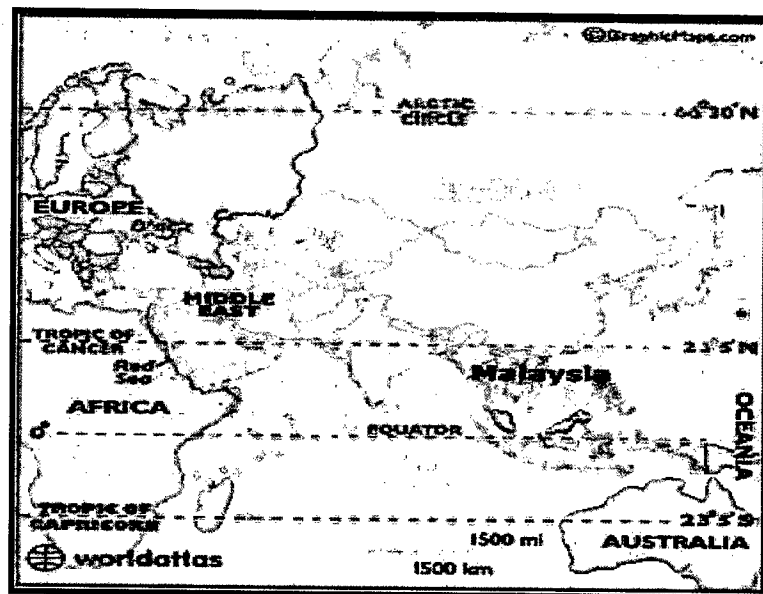 GraphicMaps.com
ARCTIC
CIRCLE
66°30'N
EUROPE
MIDDLE
EAST
TROPIC OF
CANCER
23°5'N
Red
Sea
Malaysia
AFRICA
OCEANIA
0°
EQUATOR
TROPIC OF
CAPRICORN
23°5'S
1500 mi
AUSTRALIA
worldatlas
1500 km